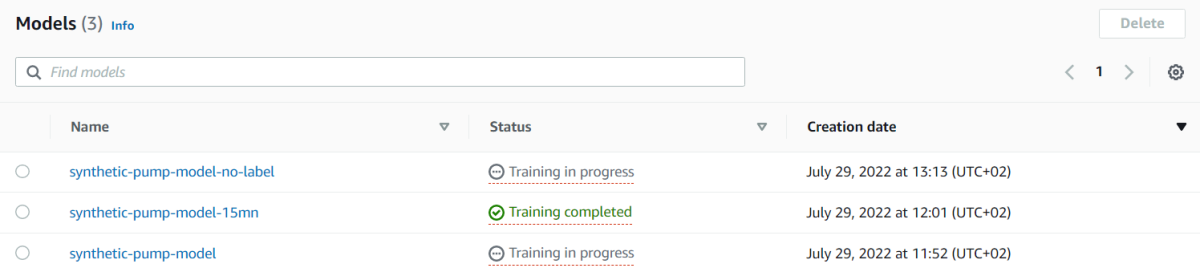 Models (3) Info
Delete
Find models
1
Name Status Creation date
synthetic-pump-model-no-label Training in progress July 29, 2022 at 13:13 (UTC+02)
synthetic-pump-model-15mn Training completed July 29, 2022 at 12:01 (UTC+02)
synthetic-pump-model Training in progress July 29, 2022 at 11:52 (UTC+02)